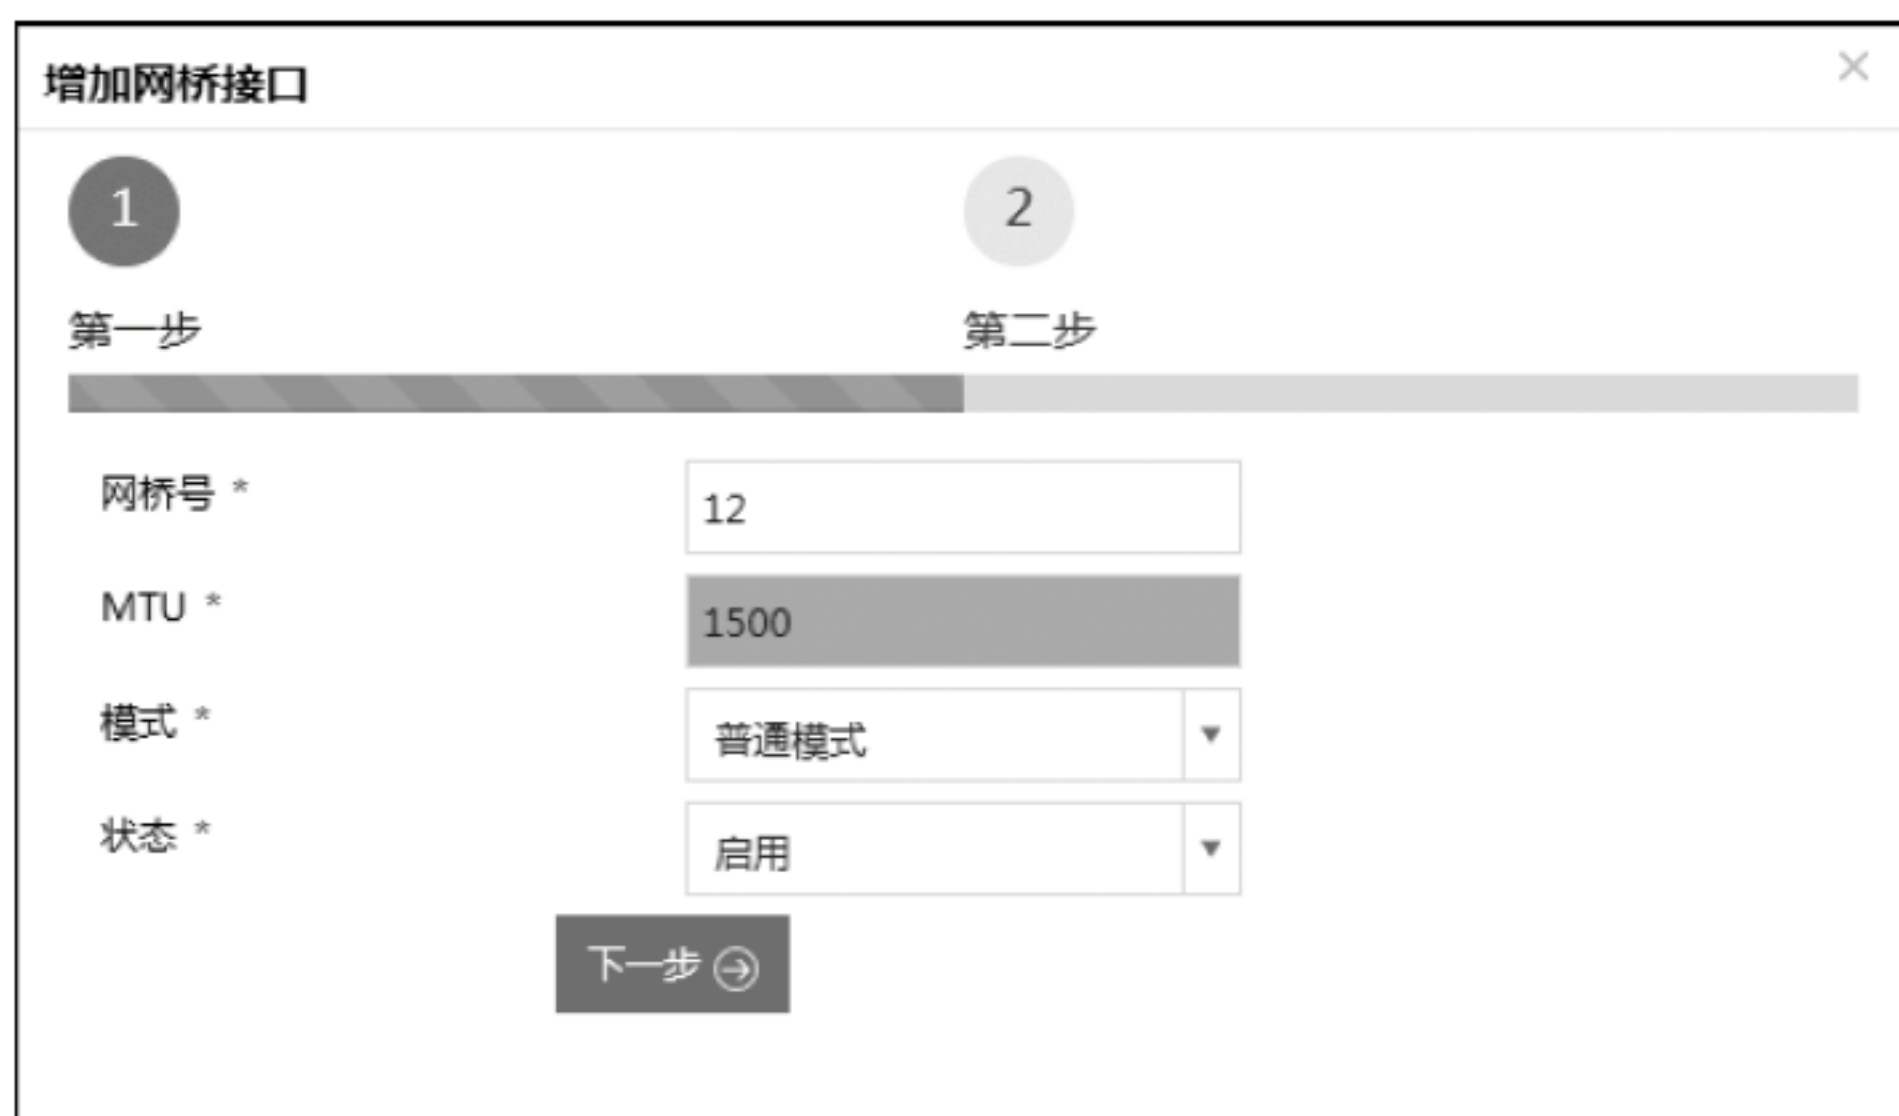 增加网桥接口
1
2
第一步
第二步
网桥号 *
12
MTU *
1500
模式 *
普通模式
状态 *
启用
下一步